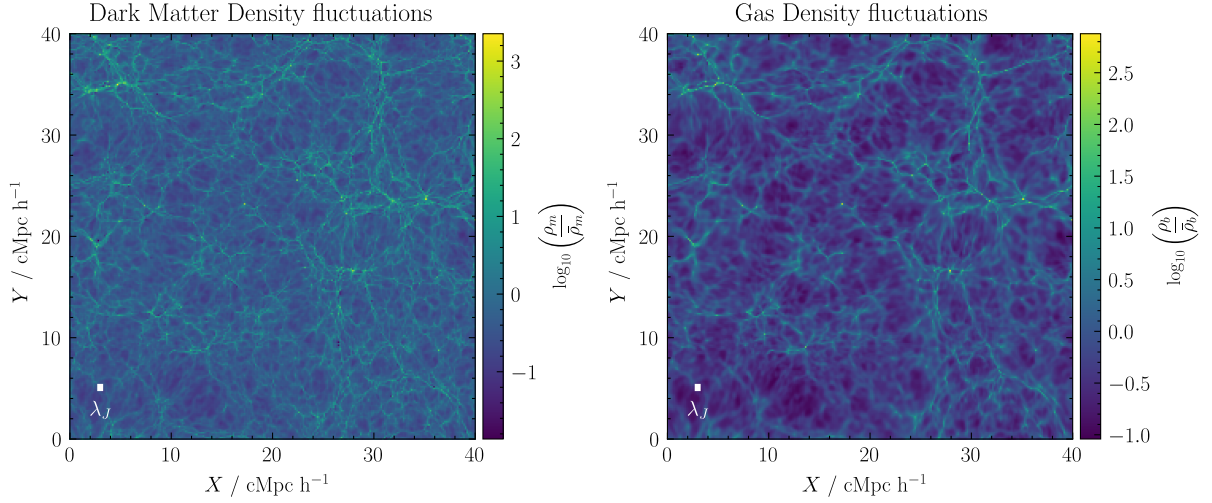 Dark Matter Density fluctuations
40
30
20
10
0
0 10 20 30 40
X / cMpc h⁻¹
Y / cMpc h⁻¹
λ_J
3
2
1
0
−1
log₁₀ (ρ_m / ρ̄_m)
Gas Density fluctuations
40
30
20
10
0
0 10 20 30 40
X / cMpc h⁻¹
Y / cMpc h⁻¹
λ_J
2.5
2.0
1.5
1.0
0.5
0.0
−0.5
−1.0
log₁₀ (ρ_b / ρ̄_b)